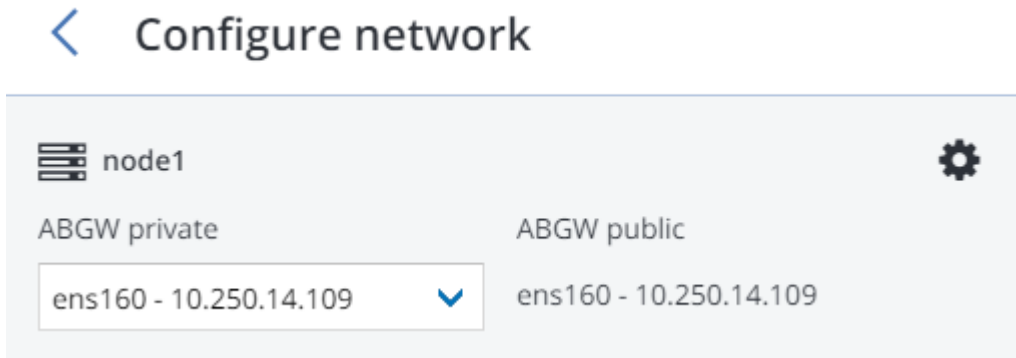 Configure network
node1
ABGW private
ABGW public
ens160 - 10.250.14.109
ens160 - 10.250.14.109